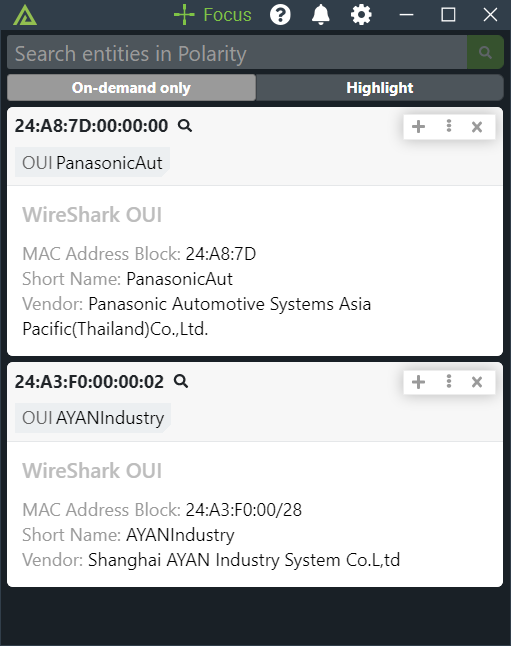 Focus
Search entities in Polarity
On-demand only Highlight
24:A8:7D:00:00:00
OUI PanasonicAut
WireShark OUI
MAC Address Block: 24:A8:7D
Short Name: PanasonicAut
Vendor: Panasonic Automotive Systems Asia
Pacific(Thailand)Co.,Ltd.
24:A3:F0:00:00:02
OUI AYANIndustry
WireShark OUI
MAC Address Block: 24:A3:F0:00/28
Short Name: AYANIndustry
Vendor: Shanghai AYAN Industry System Co.L,td